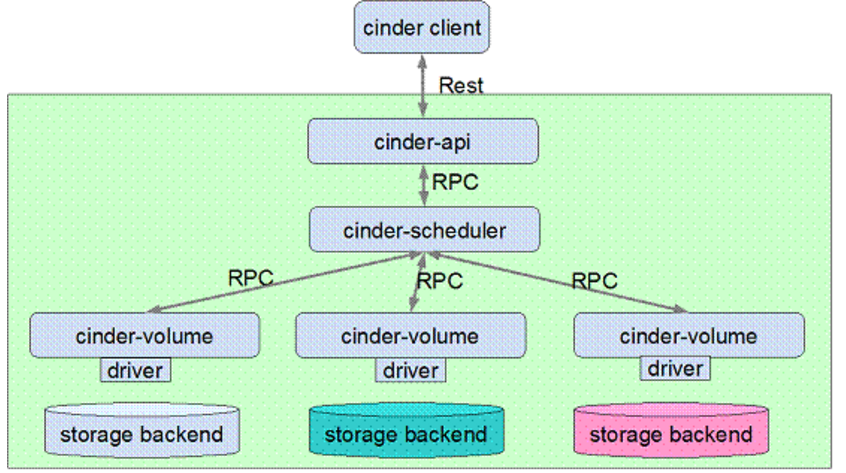 cinder client
Rest
cinder-api
RPC
cinder-scheduler
RPC
RPC
RPC
cinder-volume
cinder-volume
cinder-volume
driver
driver
driver
storage backend
storage backend
storage backend